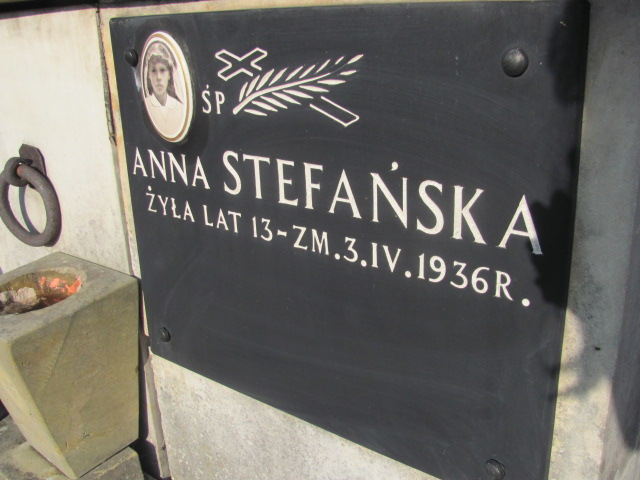 ŚP
ANNA STEFAŃSKA
ŻYŁA LAT 13-ZM.3.IV.1936R.